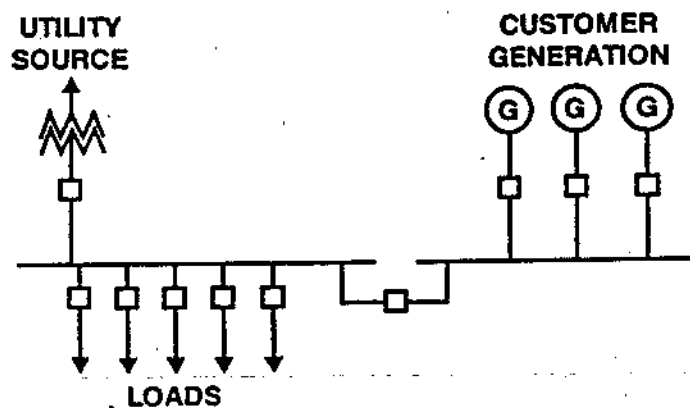 UTILITY
SOURCE
CUSTOMER
GENERATION
G G G
LOADS